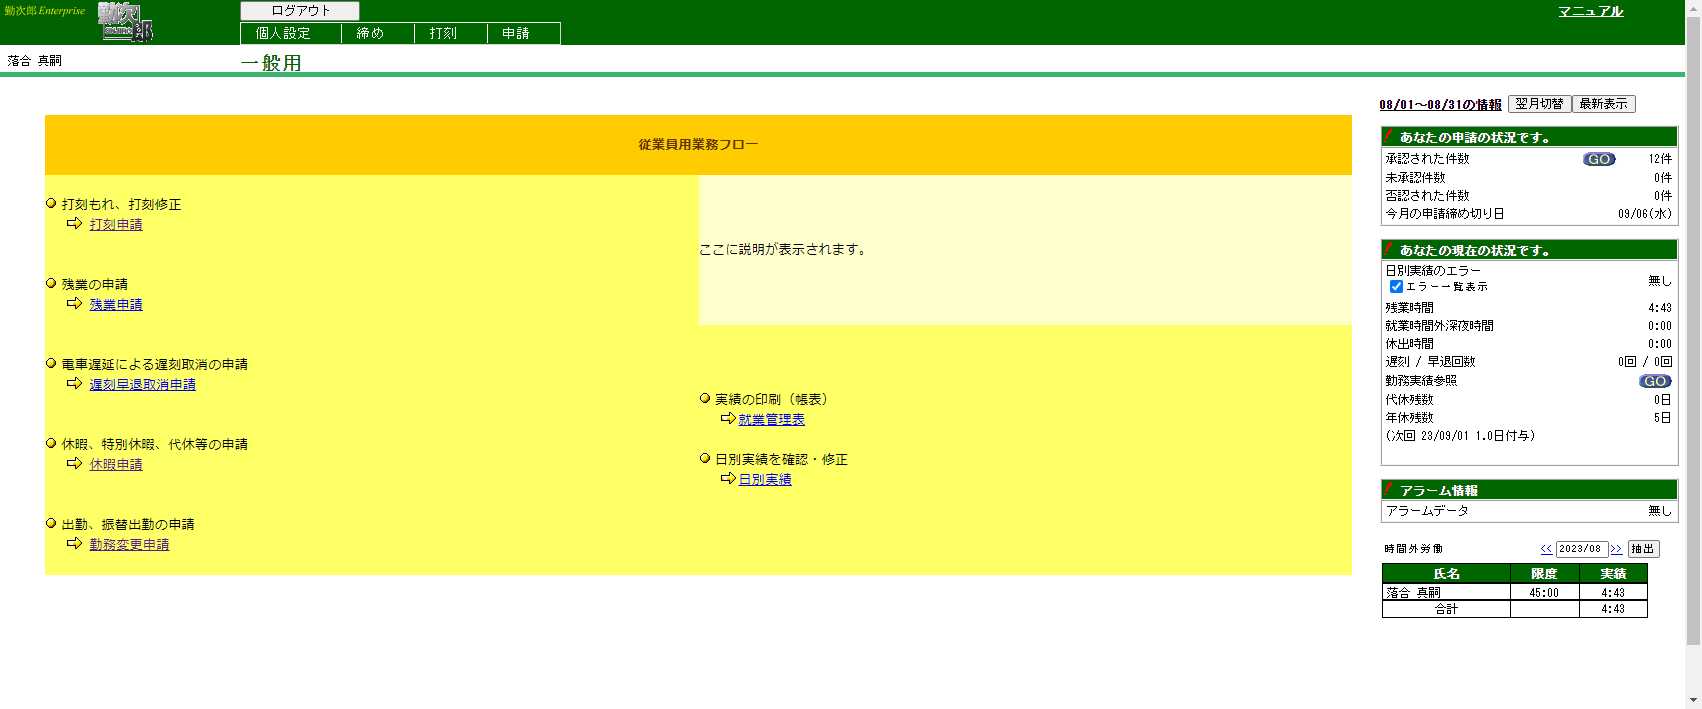 勤次郎 Enterprise
勤次郎
ログアウト
マニュアル
個人設定 締め 打刻 申請
落合 真嗣
一般用
08/01～08/31の情報 翌月切替 最新表示
従業員用業務フロー
打刻もれ、打刻修正
打刻申請
残業の申請
残業申請
電車遅延による遅刻取消の申請
遅刻早退取消申請
休暇、特別休暇、代休等の申請
休暇申請
出勤、振替出勤の申請
勤務変更申請
ここに説明が表示されます。
実績の印刷（帳表）
就業管理表
日別実績を確認・修正
日別実績
あなたの申請の状況です。
承認された件数 GO 12件
未承認件数 0件
否認された件数 0件
今月の申請締め切り日 09/06(水)
あなたの現在の状況です。
日別実績のエラー 無し
エラー一覧表示
残業時間 4:43
就業時間外深夜時間 0:00
休出時間 0:00
遅刻 / 早退回数 0回 / 0回
勤務実績参照 GO
代休残数 0日
年休残数 5日
(次回 23/09/01 1.0日付与)
アラーム情報
アラームデータ 無し
時間外労働 << 2023/08 >> 抽出
氏名 限度 実績
落合 真嗣 45:00 4:43
合計 4:43